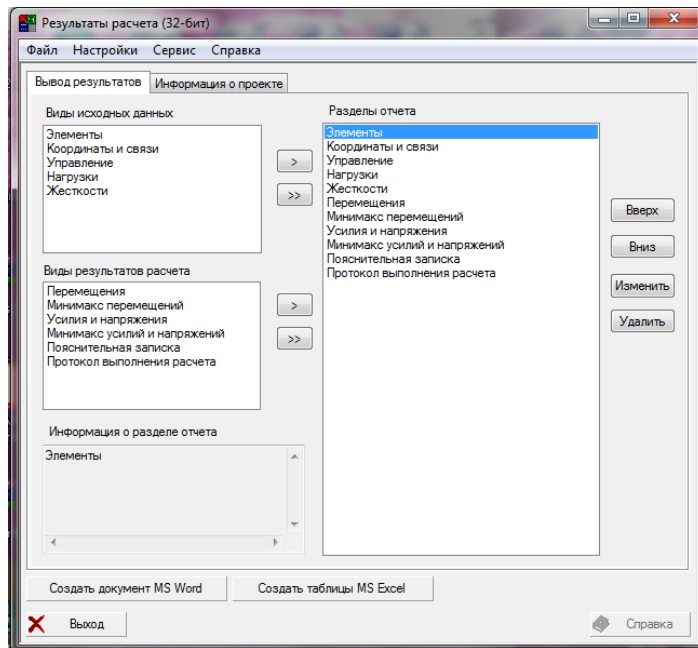 Результаты расчета (32-бит)
Файл Настройки Сервис Справка
Вывод результатов Информация о проекте
Виды исходных данных
Элементы
Координаты и связи
Управление
Нагрузки
Жесткости
>
>>
Виды результатов расчета
Перемещения
Минимакс перемещений
Усилия и напряжения
Минимакс усилий и напряжений
Пояснительная записка
Протокол выполнения расчета
>
>>
Информация о разделе отчета
Элементы
Разделы отчета
Элементы
Координаты и связи
Управление
Нагрузки
Жесткости
Перемещения
Минимакс перемещений
Усилия и напряжения
Минимакс усилий и напряжений
Пояснительная записка
Протокол выполнения расчета
Вверх
Вниз
Изменить
Удалить
Создать документ MS Word Создать таблицы MS Excel
Выход Справка